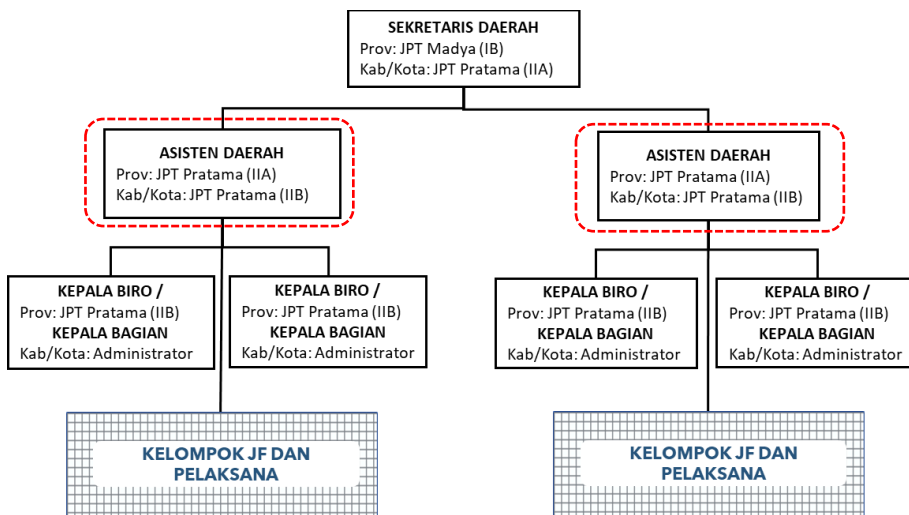 SEKRETARIS DAERAH
Prov: JPT Madya (IB)
Kab/Kota: JPT Pratama (IIA)
ASISTEN DAERAH
Prov: JPT Pratama (IIA)
Kab/Kota: JPT Pratama (IIB)
ASISTEN DAERAH
Prov: JPT Pratama (IIA)
Kab/Kota: JPT Pratama (IIB)
KEPALA BIRO /
Prov: JPT Pratama (IIB)
KEPALA BAGIAN
Kab/Kota: Administrator
KEPALA BIRO /
Prov: JPT Pratama (IIB)
KEPALA BAGIAN
Kab/Kota: Administrator
KEPALA BIRO /
Prov: JPT Pratama (IIB)
KEPALA BAGIAN
Kab/Kota: Administrator
KEPALA BIRO /
Prov: JPT Pratama (IIB)
KEPALA BAGIAN
Kab/Kota: Administrator
KELOMPOK JF DAN
PELAKSANA
KELOMPOK JF DAN
PELAKSANA